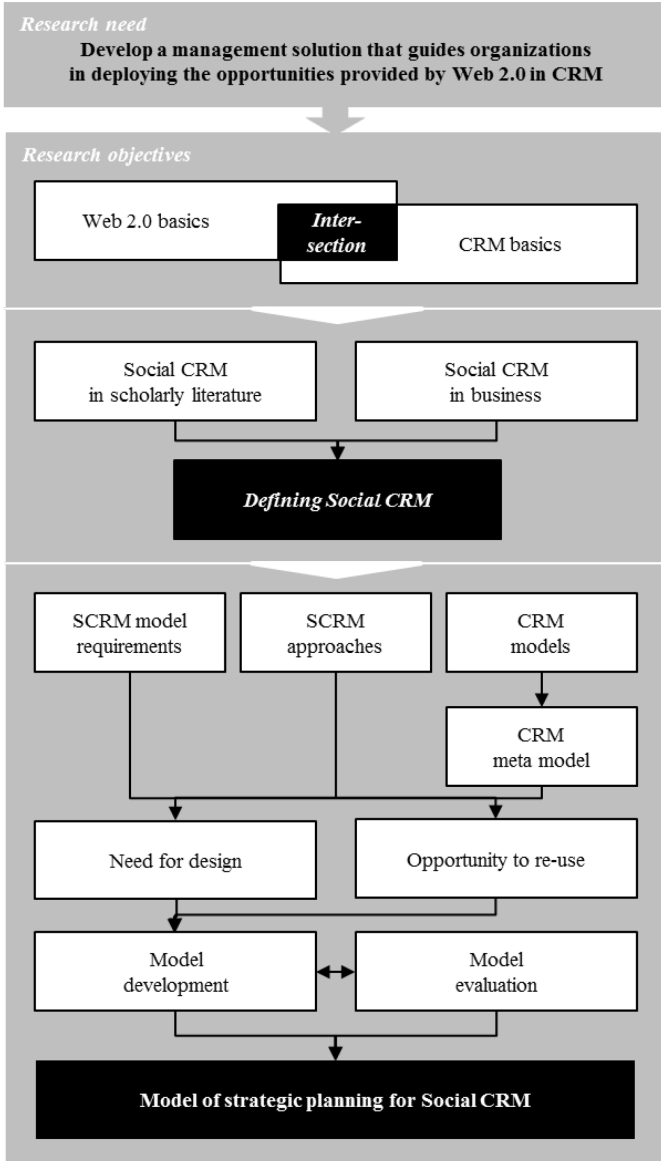 Research need
Develop a management solution that guides organizations
in deploying the opportunities provided by Web 2.0 in CRM
Research objectives
Web 2.0 basics
Inter-
section
CRM basics
Social CRM
in scholarly literature
Social CRM
in business
Defining Social CRM
SCRM model
requirements
SCRM
approaches
CRM
models
CRM
meta model
Need for design
Opportunity to re-use
Model
development
Model
evaluation
Model of strategic planning for Social CRM